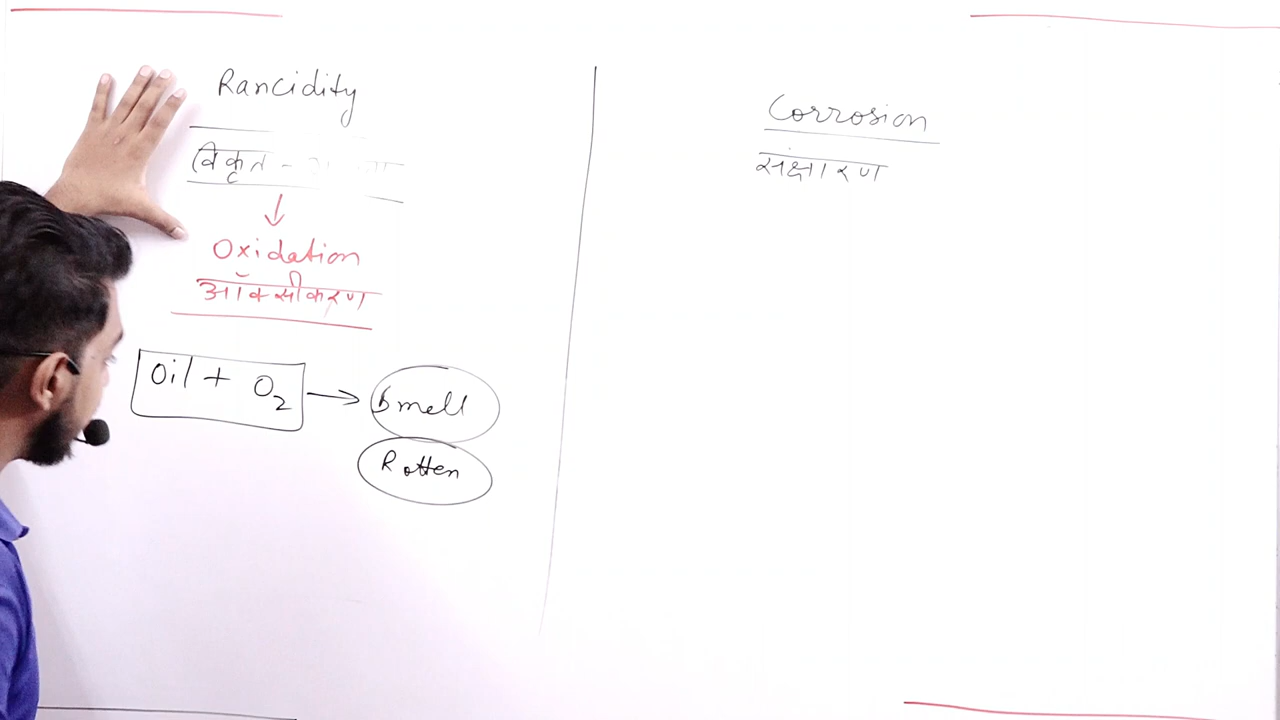 Rancidity
विकृत -
↓
Oxidation
ऑक्सीकरण
Oil + O₂ → Smell
Rotten
Corrosion
संक्षारण